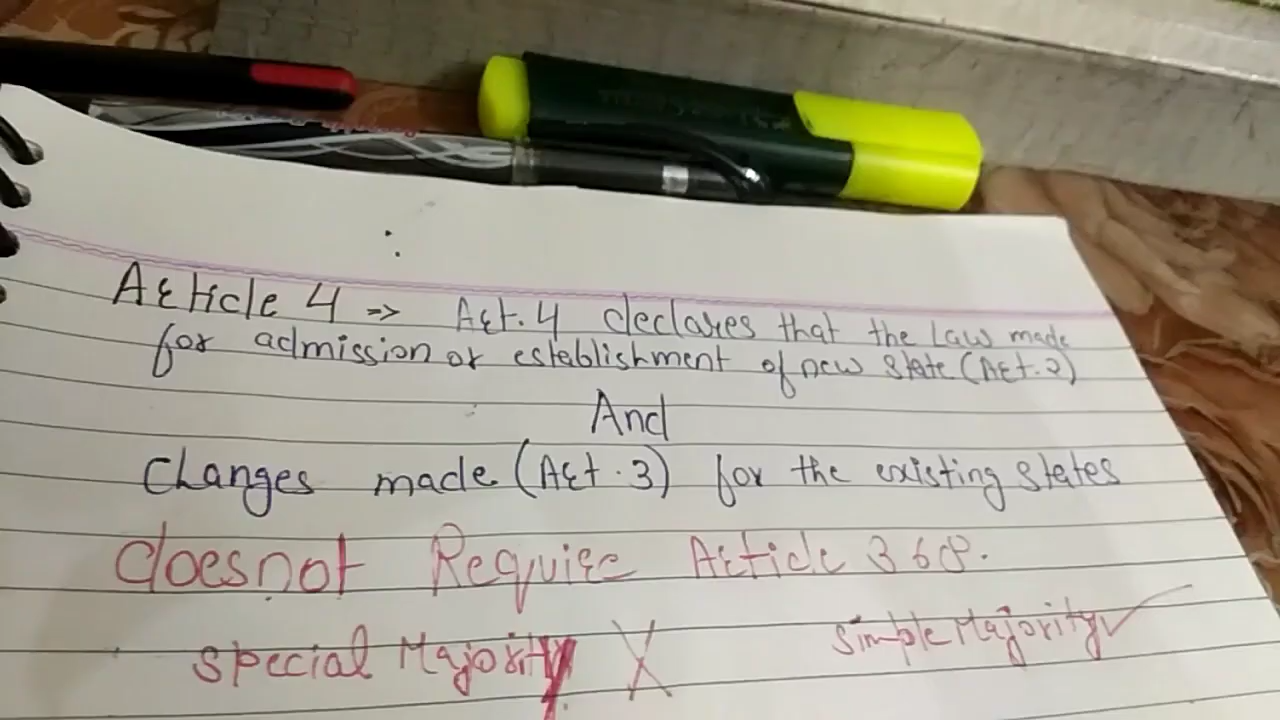 Article 4 => Art. 4 declares that the Law made
for admission or establishment of new State (Art. 2)
And
Changes made (Art. 3) for the existing states
doesnot Require Article 368.
Special Majority X
Simple Majority ✓